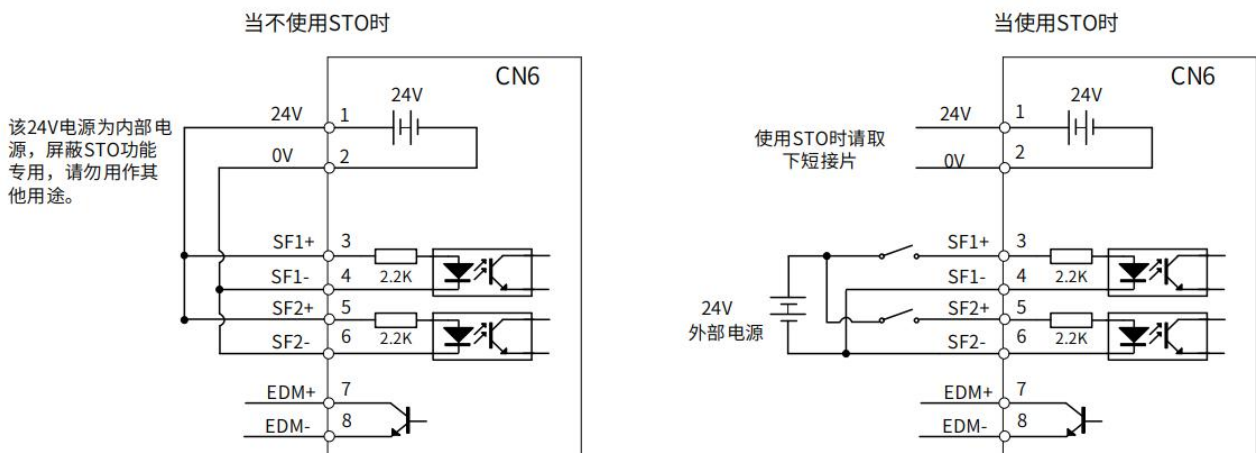 当不使用STO时
CN6
24V
24V
1
0V
2
该24V电源为内部电
源，屏蔽STO功能
专用，请勿用作其
他用途。
SF1+
3
2.2K
SF1-
4
SF2+
5
2.2K
SF2-
6
EDM+
7
EDM-
8
当使用STO时
CN6
24V
24V
1
0V
2
使用STO时请取
下短接片
SF1+
3
2.2K
SF1-
4
SF2+
5
2.2K
SF2-
6
24V
外部电源
EDM+
7
EDM-
8